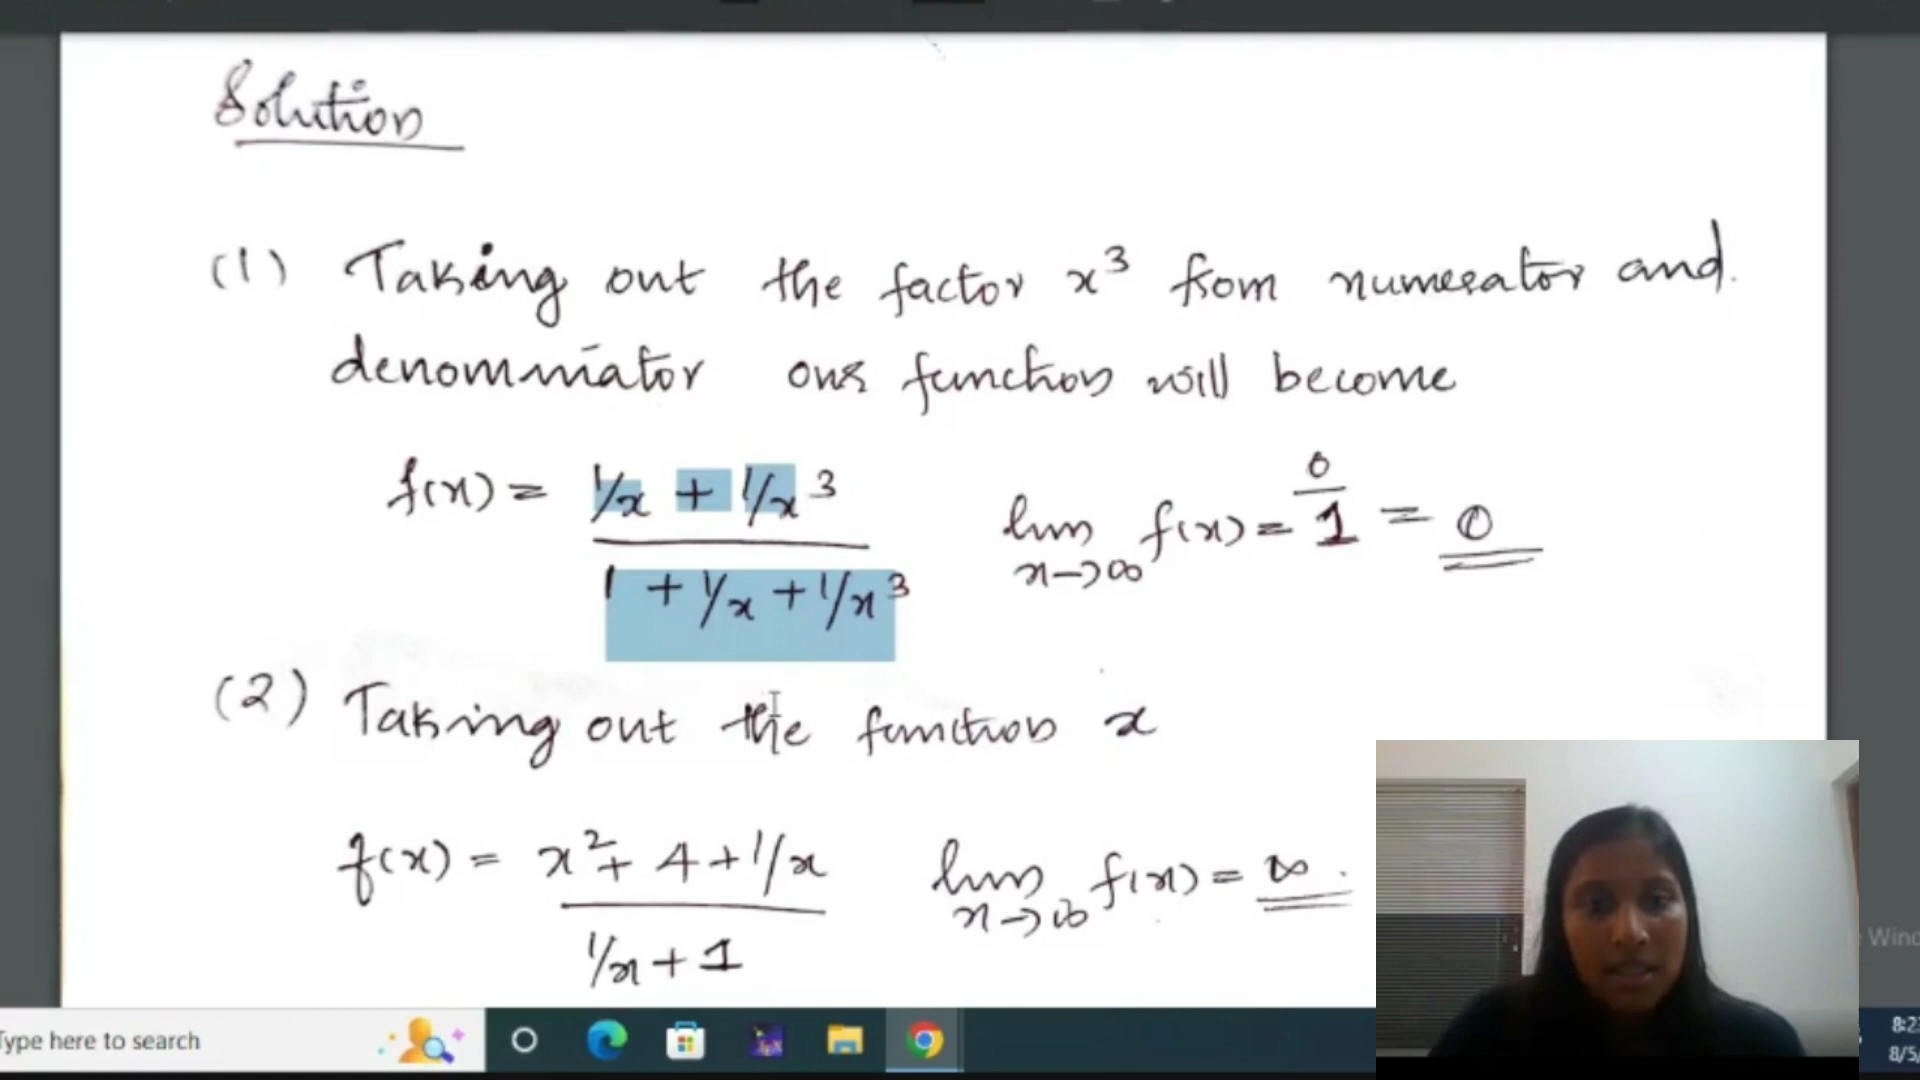 Solution
(1) Taking out the factor x³ from numerator and
denominator our function will become
f(x) = 1/x + 1/x³ / 1 + 1/x + 1/x³ lim x→∞ f(x) = 0/1 = 0
(2) Taking out the function x
f(x) = x² + 4 + 1/x / 1/x + 1 lim x→∞ f(x) = ∞
Type here to search